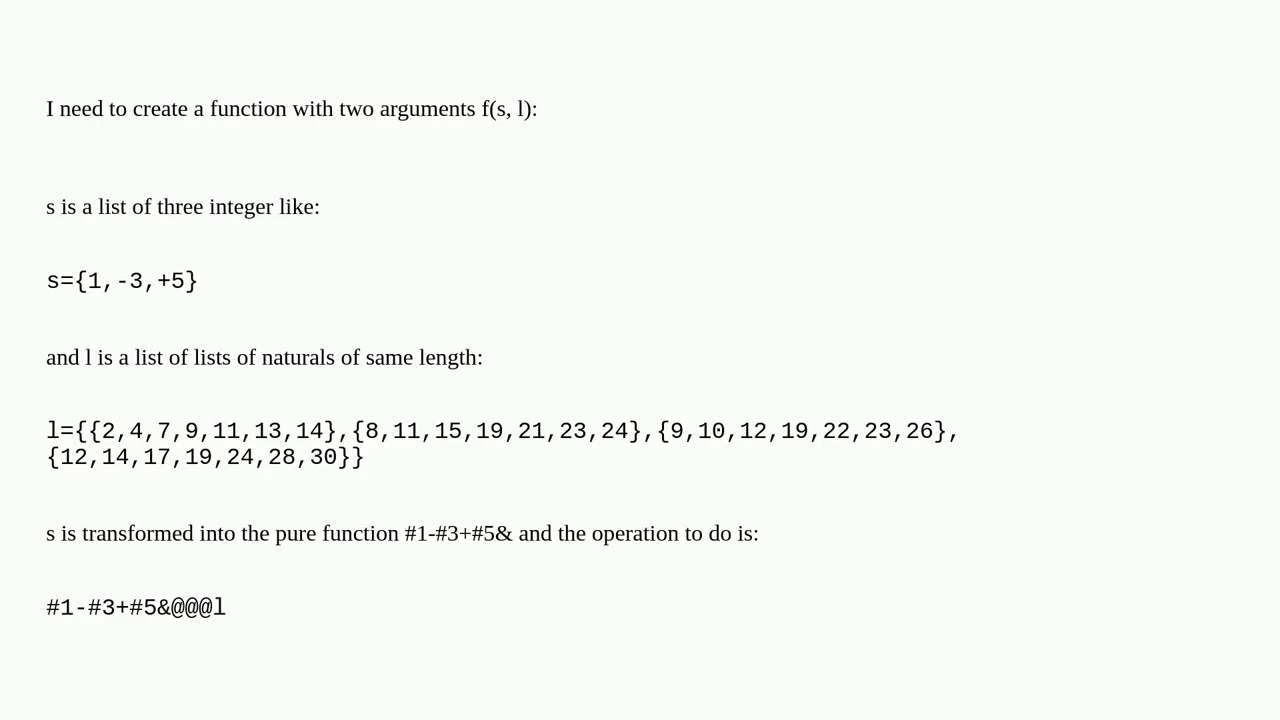 I need to create a function with two arguments f(s, l):
s is a list of three integer like:
s={1,-3,+5}
and l is a list of lists of naturals of same length:
l={{2,4,7,9,11,13,14},{8,11,15,19,21,23,24},{9,10,12,19,22,23,26},
{12,14,17,19,24,28,30}}
s is transformed into the pure function #1-#3+#5& and the operation to do is:
#1-#3+#5&@@@l